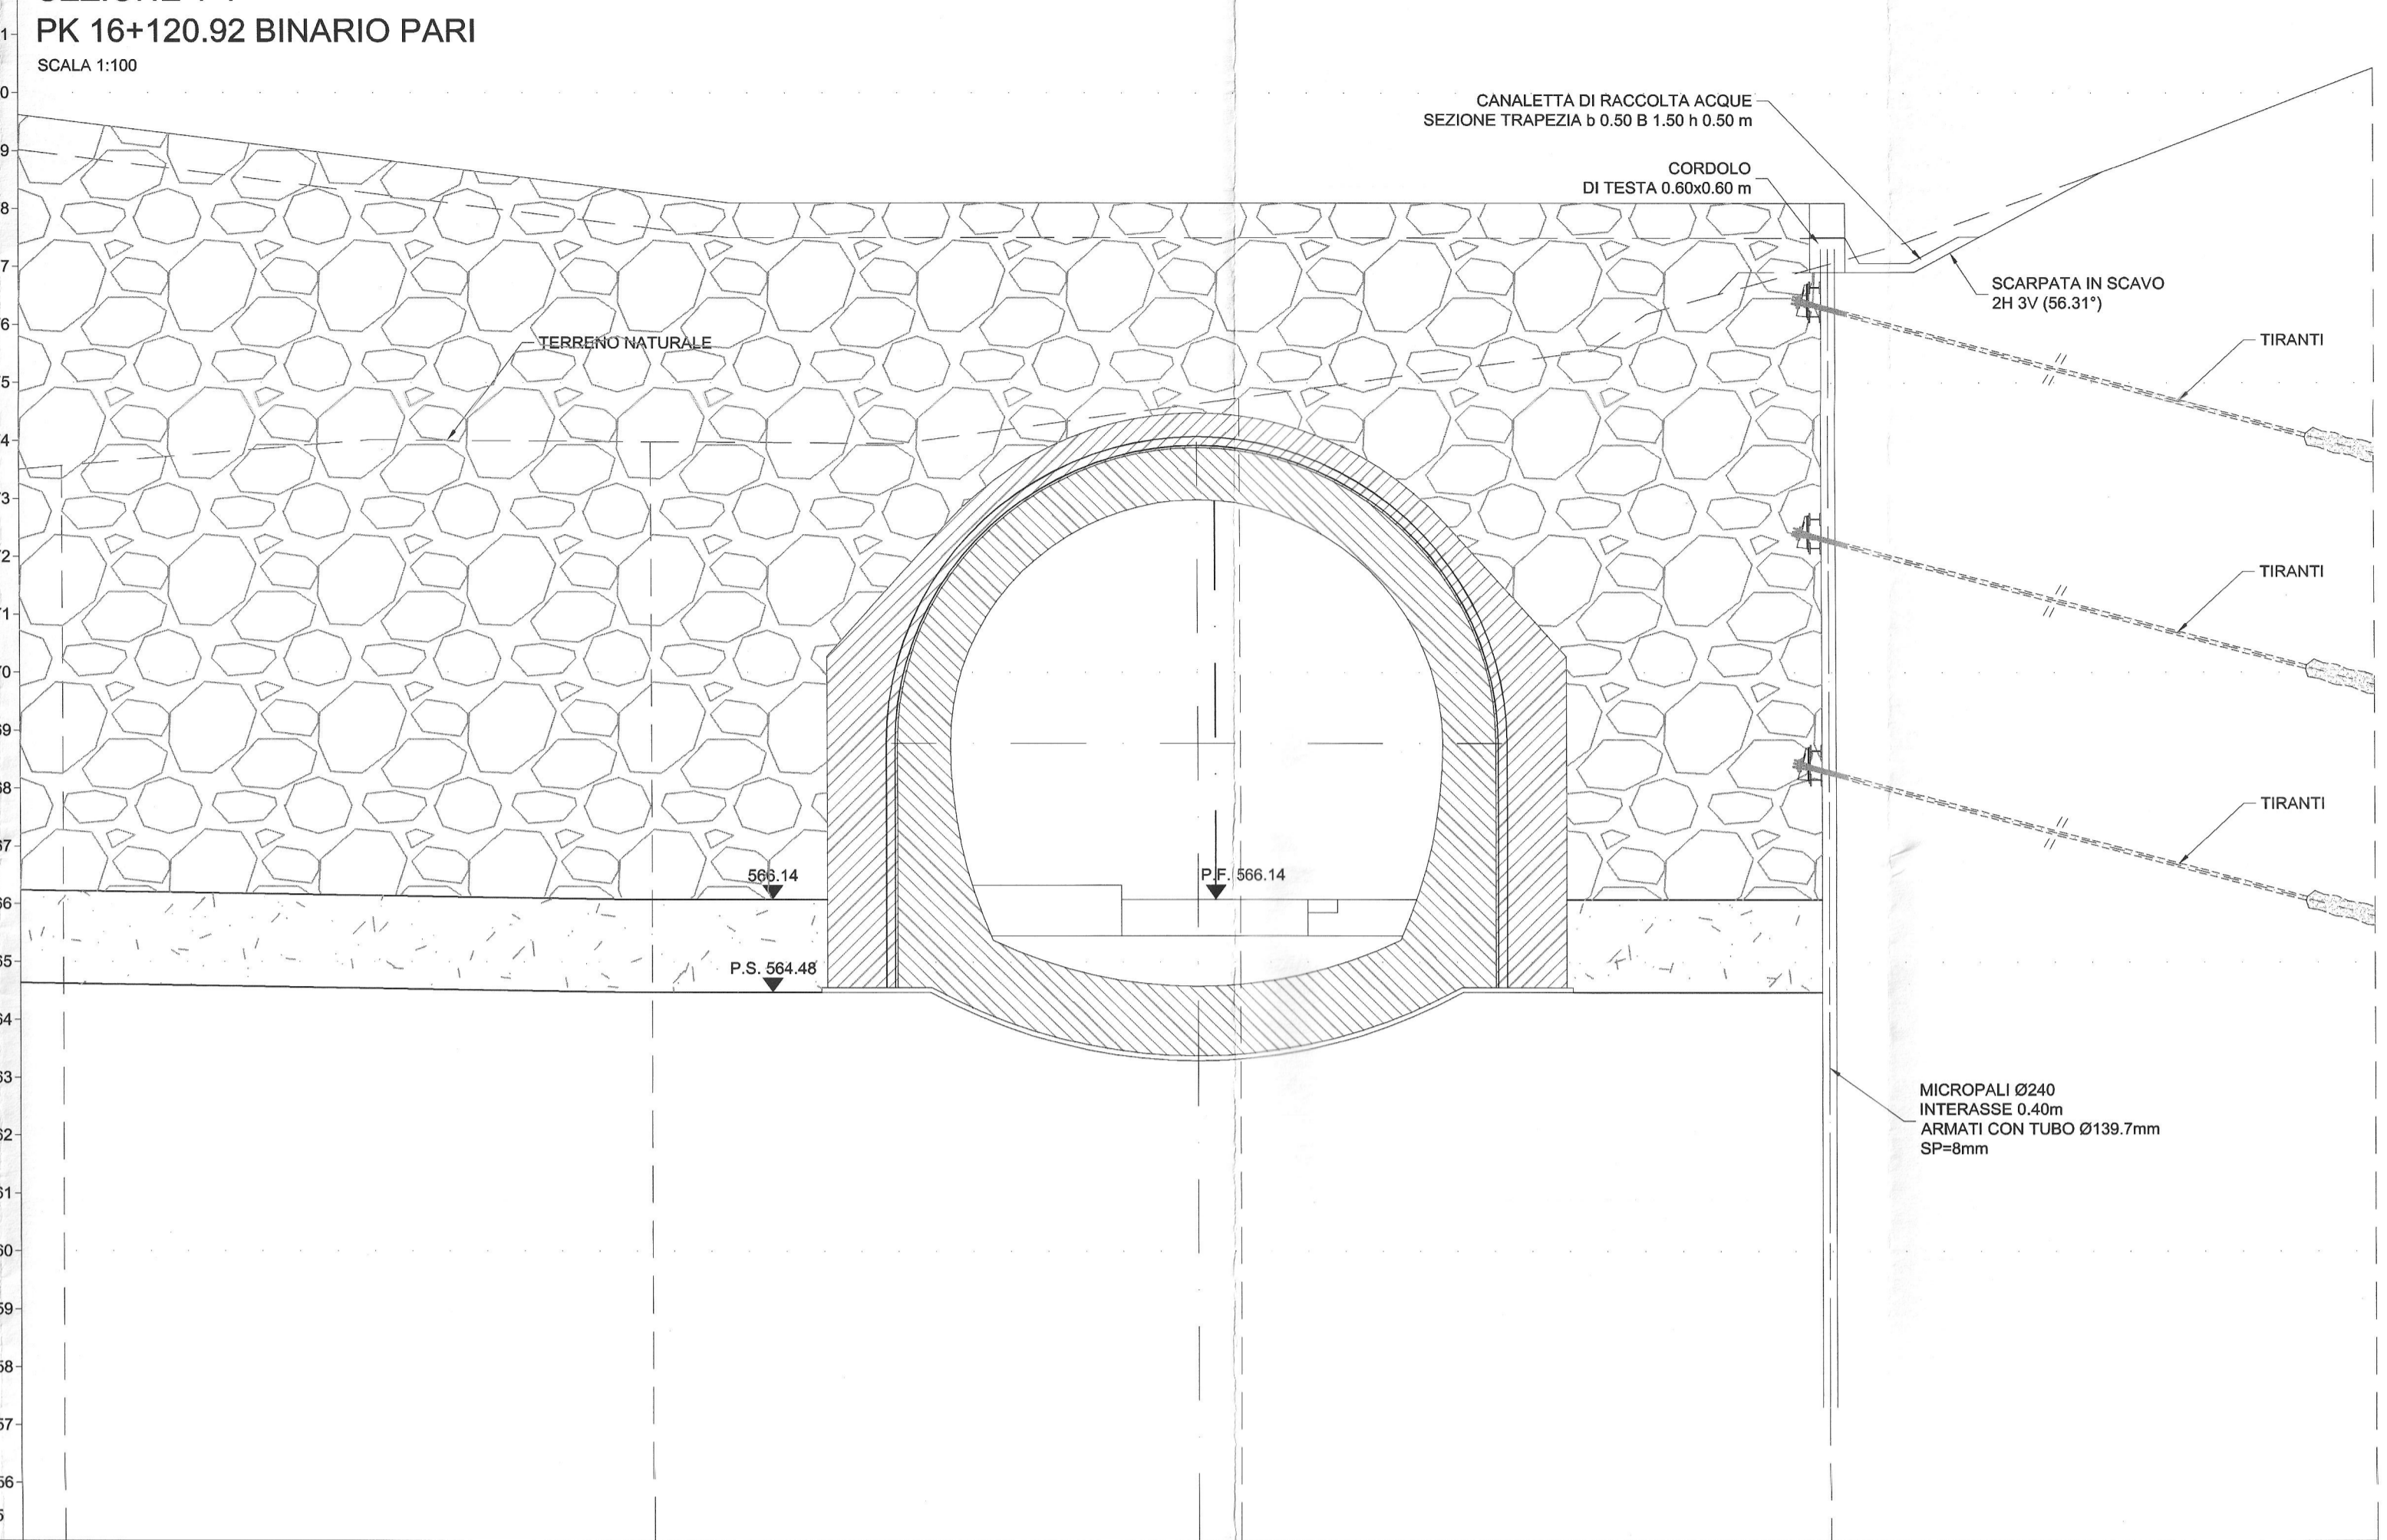 PK 16+120.92 BINARIO PARI
SCALA 1:100
CANALETTA DI RACCOLTA ACQUE
SEZIONE TRAPEZIA b 0.50 B 1.50 h 0.50 m
CORDOLO
DI TESTA 0.60x0.60 m
SCARPATA IN SCAVO
2H 3V (56.31°)
TERRENO NATURALE
TIRANTI
TIRANTI
TIRANTI
566.14
P.F. 566.14
P.S. 564.48
MICROPALI Ø240
INTERASSE 0.40m
ARMATI CON TUBO Ø139.7mm
SP=8mm